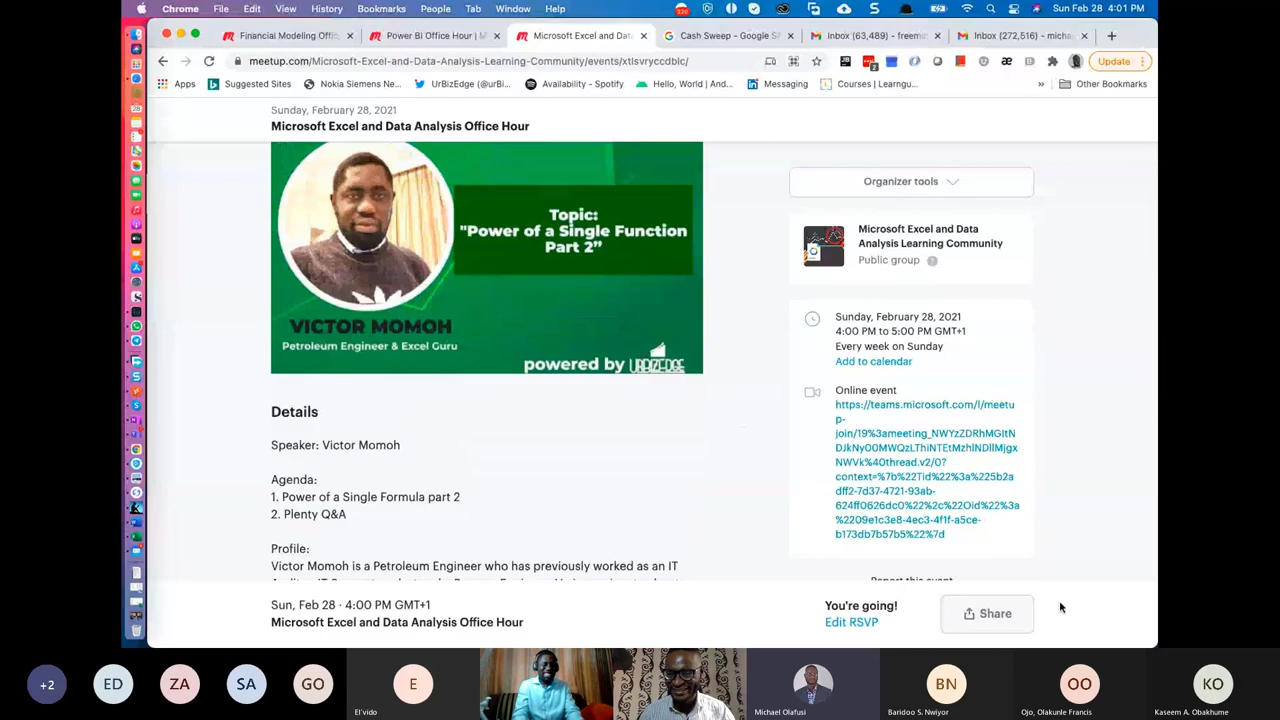 Chrome File Edit View History Bookmarks People Tab Window Help
Sun Feb 28 4:01 PM
Financial Modeling Offic
Power Bi Office Hour | M
Microsoft Excel and Data
Cash Sweep - Google S
Inbox (63,489) - freem
Inbox (272,516) - micha
meetup.com/Microsoft-Excel-and-Data-Analysis-Learning-Community/events/xtlsvryccdblc/
Update
Apps
Suggested Sites
Nokia Siemens Ne...
UrBizEdge (@urBi...
Availability - Spotify
Hello, World | And...
Messaging
Courses | Learngu...
Other Bookmarks
Sunday, February 28, 2021
Microsoft Excel and Data Analysis Office Hour
Topic:
"Power of a Single Function
Part 2"
VICTOR MOMOH
Petroleum Engineer & Excel Guru
powered by URBIZEDGE
Details
Speaker: Victor Momoh
Agenda:
1. Power of a Single Formula part 2
2. Plenty Q&A
Profile:
Victor Momoh is a Petroleum Engineer who has previously worked as an IT
Organizer tools
Microsoft Excel and Data
Analysis Learning Community
Public group
Sunday, February 28, 2021
4:00 PM to 5:00 PM GMT+1
Every week on Sunday
Add to calendar
Online event
https://teams.microsoft.com/l/meetu
p-
join/19%3ameeting_NWYzZDRhMGItN
DJkNy00MWQzLThiNTEtMzhlNDllMjgx
NWVk%40thread.v2/0?
context=%7b%22Tid%22%3a%225b2a
dff2-7d37-4721-93ab-
624ff0626dc0%22%2c%22Oid%22%3a
%2209e1c3e8-4ec3-4f1f-a5ce-
b173db7b57b5%22%7d
Report this event
Sun, Feb 28 · 4:00 PM GMT+1
Microsoft Excel and Data Analysis Office Hour
You're going!
Edit RSVP
Share
+2
ED
ZA
SA
GO
E
El'vido
Michael Olafusi
BN
Baridoo S. Nwiyor
OO
Ojo, Olakunle Francis
KO
Kaseem A. Obakhume